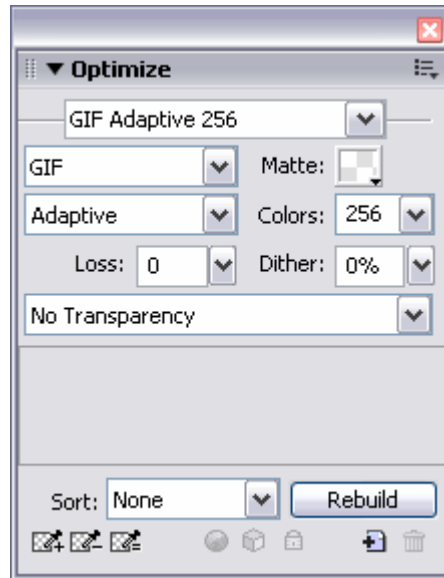 Optimize
GIF Adaptive 256
GIF Matte:
Adaptive Colors: 256
Loss: 0 Dither: 0%
No Transparency
Sort: None Rebuild